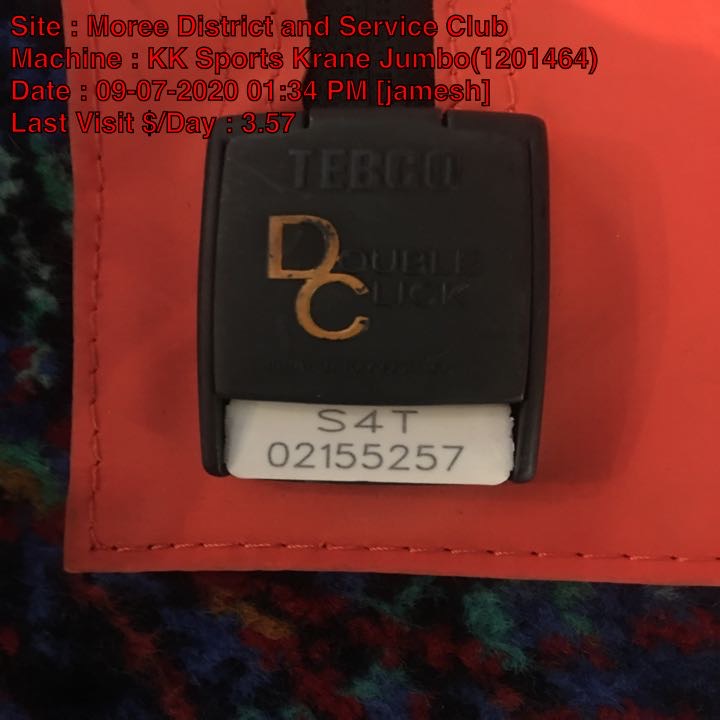 Site : Moree District and Service Club
Machine : KK Sports Krane Jumbo(1201464)
Date : 09-07-2020 01:34 PM [jamesh]
Last Visit $/Day : 3.57
TEBCO
DOUBLE
CLICK
S4T
02155257